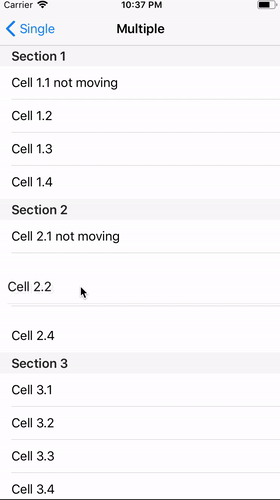 Carrier 10:37 PM
Single Multiple
Section 1
Cell 1.1 not moving
Cell 1.2
Cell 1.3
Cell 1.4
Section 2
Cell 2.1 not moving
Cell 2.2
Cell 2.4
Section 3
Cell 3.1
Cell 3.2
Cell 3.3
Cell 3.4